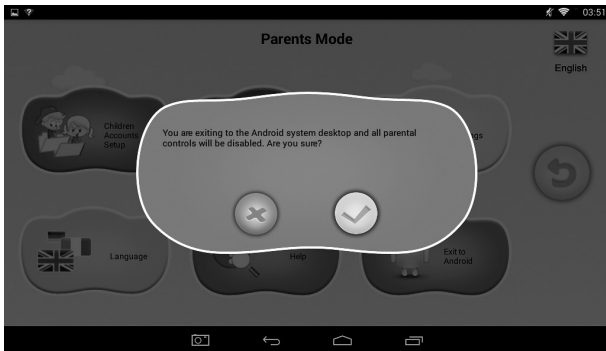 03:51
Parents Mode
English
Children
Accounts
Setup
gs
You are exiting to the Android system desktop and all parental
controls will be disabled. Are you sure?
Language
Help
Exit to
Android